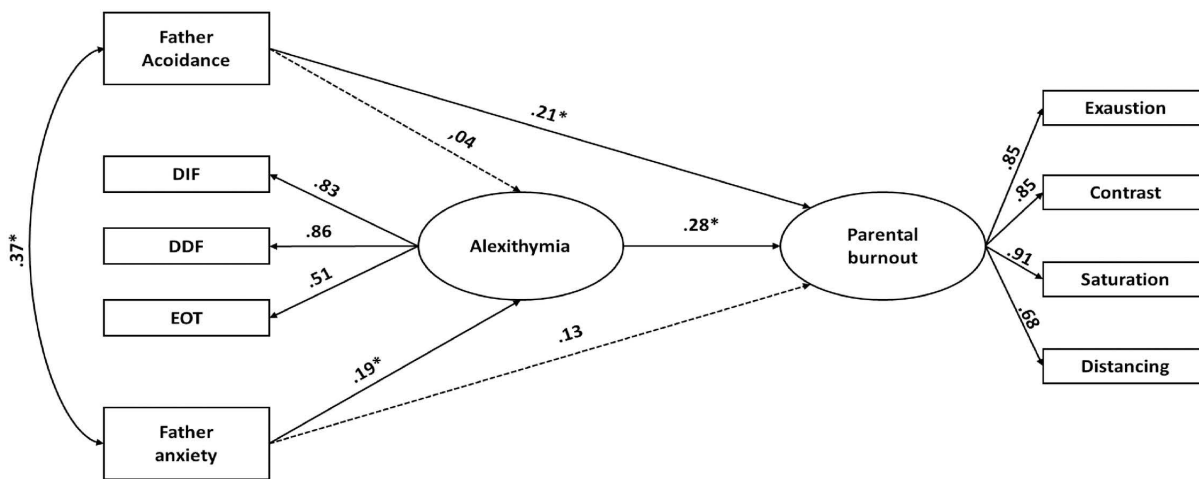 Father
Acoidance
.21*
Exaustion
,04
.85
DIF
.83
Contrast
.85
.37*
DDF
.86
Alexithymia
.28*
Parental
burnout
.91
Saturation
.51
EOT
.68
.13
Distancing
.19*
Father
anxiety